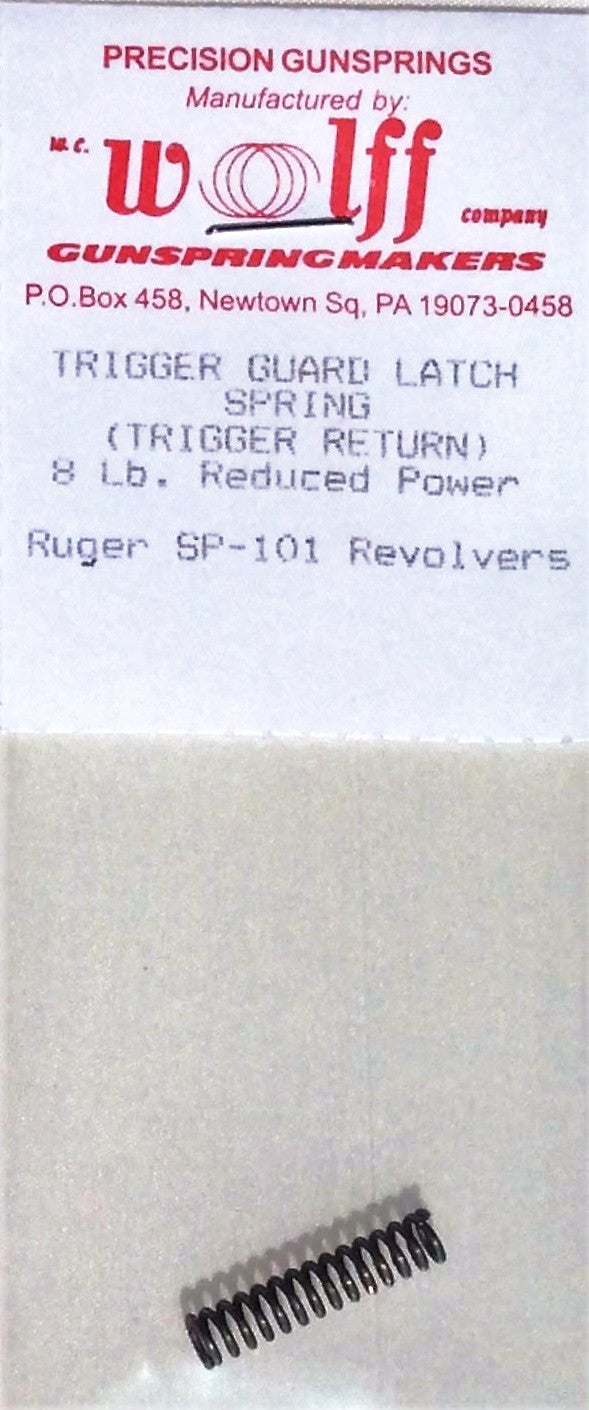 PRECISION GUNSPRINGS
Manufactured by:
W.C. Wolff company
GUNSPRINGMAKERS
P.O.Box 458, Newtown Sq, PA 19073-0458
TRIGGER GUARD LATCH
SPRING
(TRIGGER RETURN)
8 Lb. Reduced Power
Ruger SP-101 Revolvers